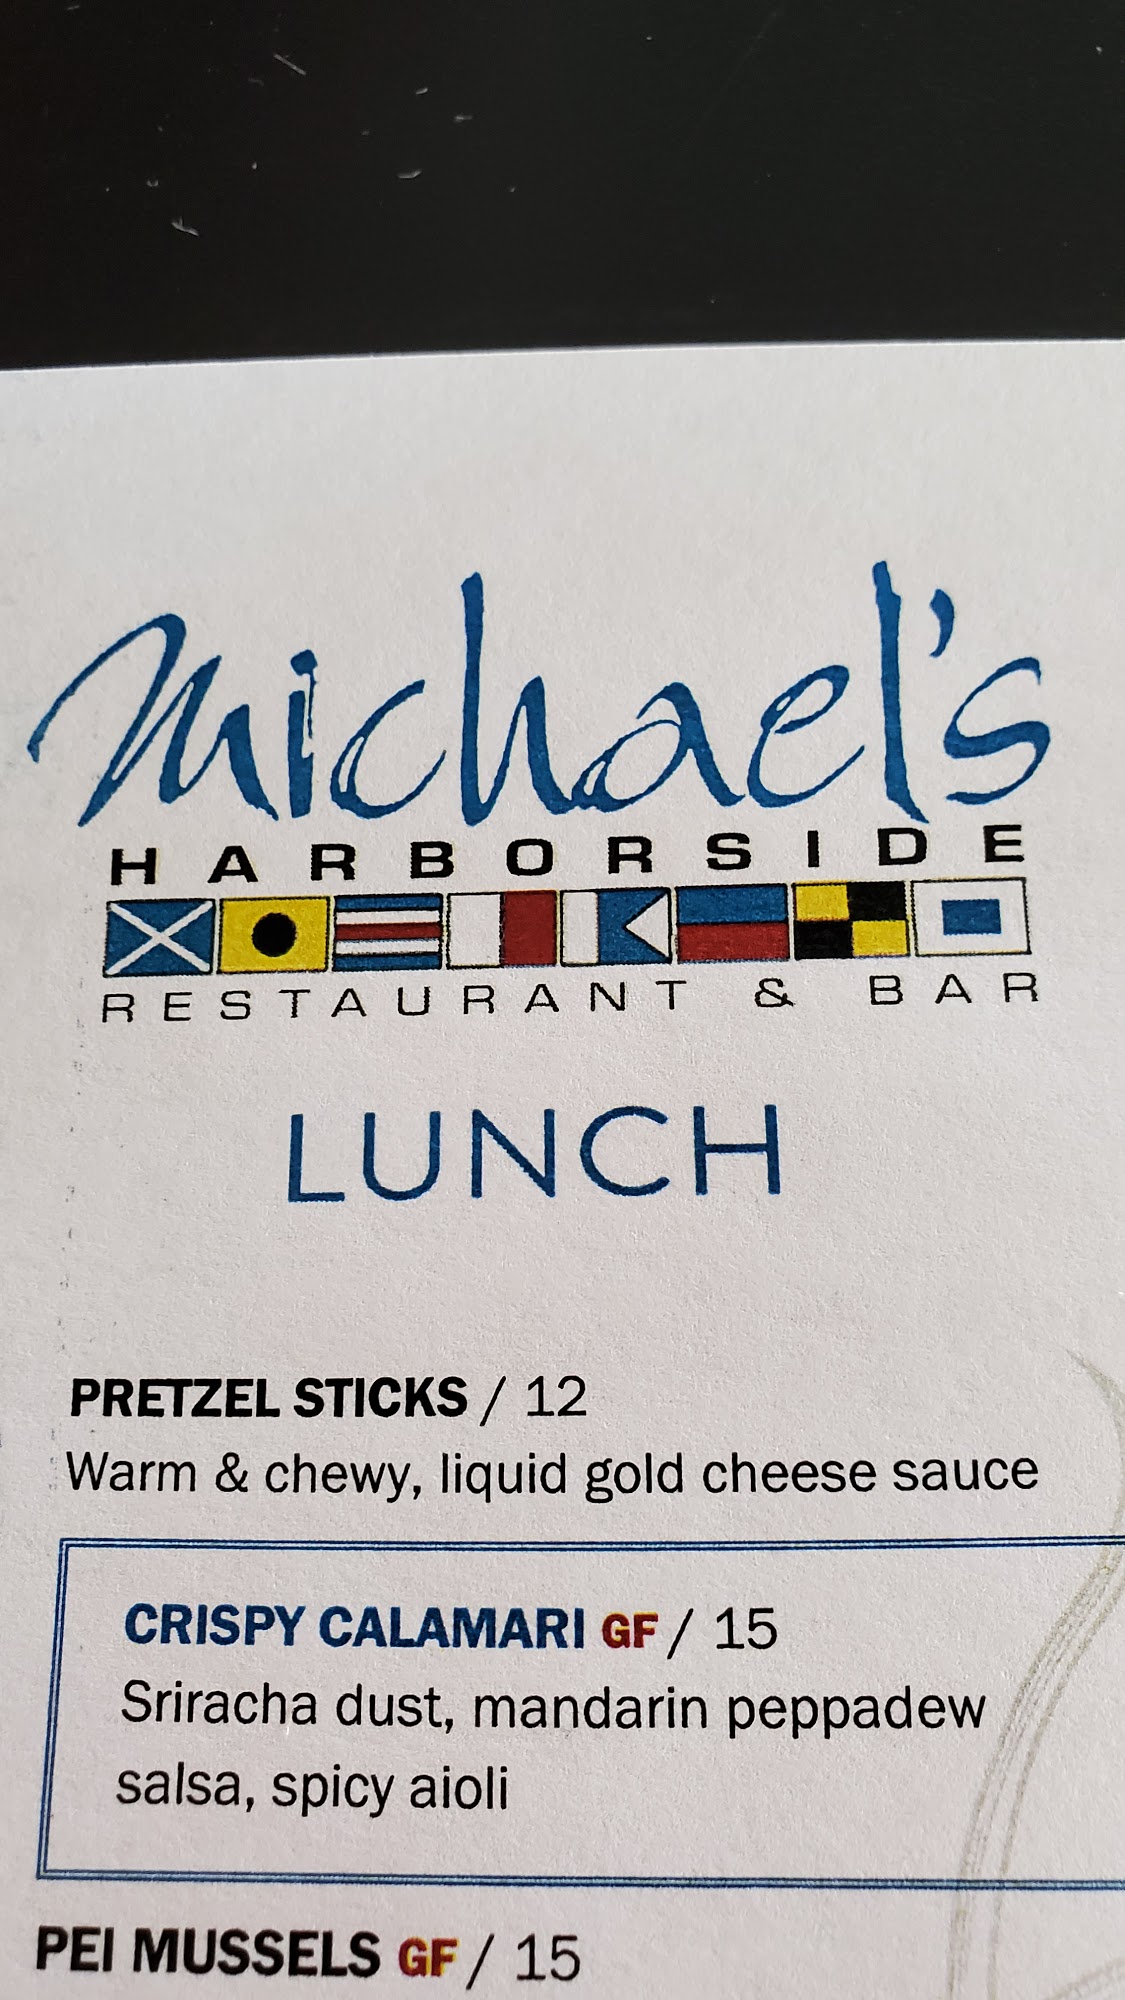 Michael's
HARBORSIDE
RESTAURANT & BAR
LUNCH
PRETZEL STICKS / 12
Warm & chewy, liquid gold cheese sauce
CRISPY CALAMARI GF / 15
Sriracha dust, mandarin peppadew
salsa, spicy aioli
PEI MUSSELS GF / 15